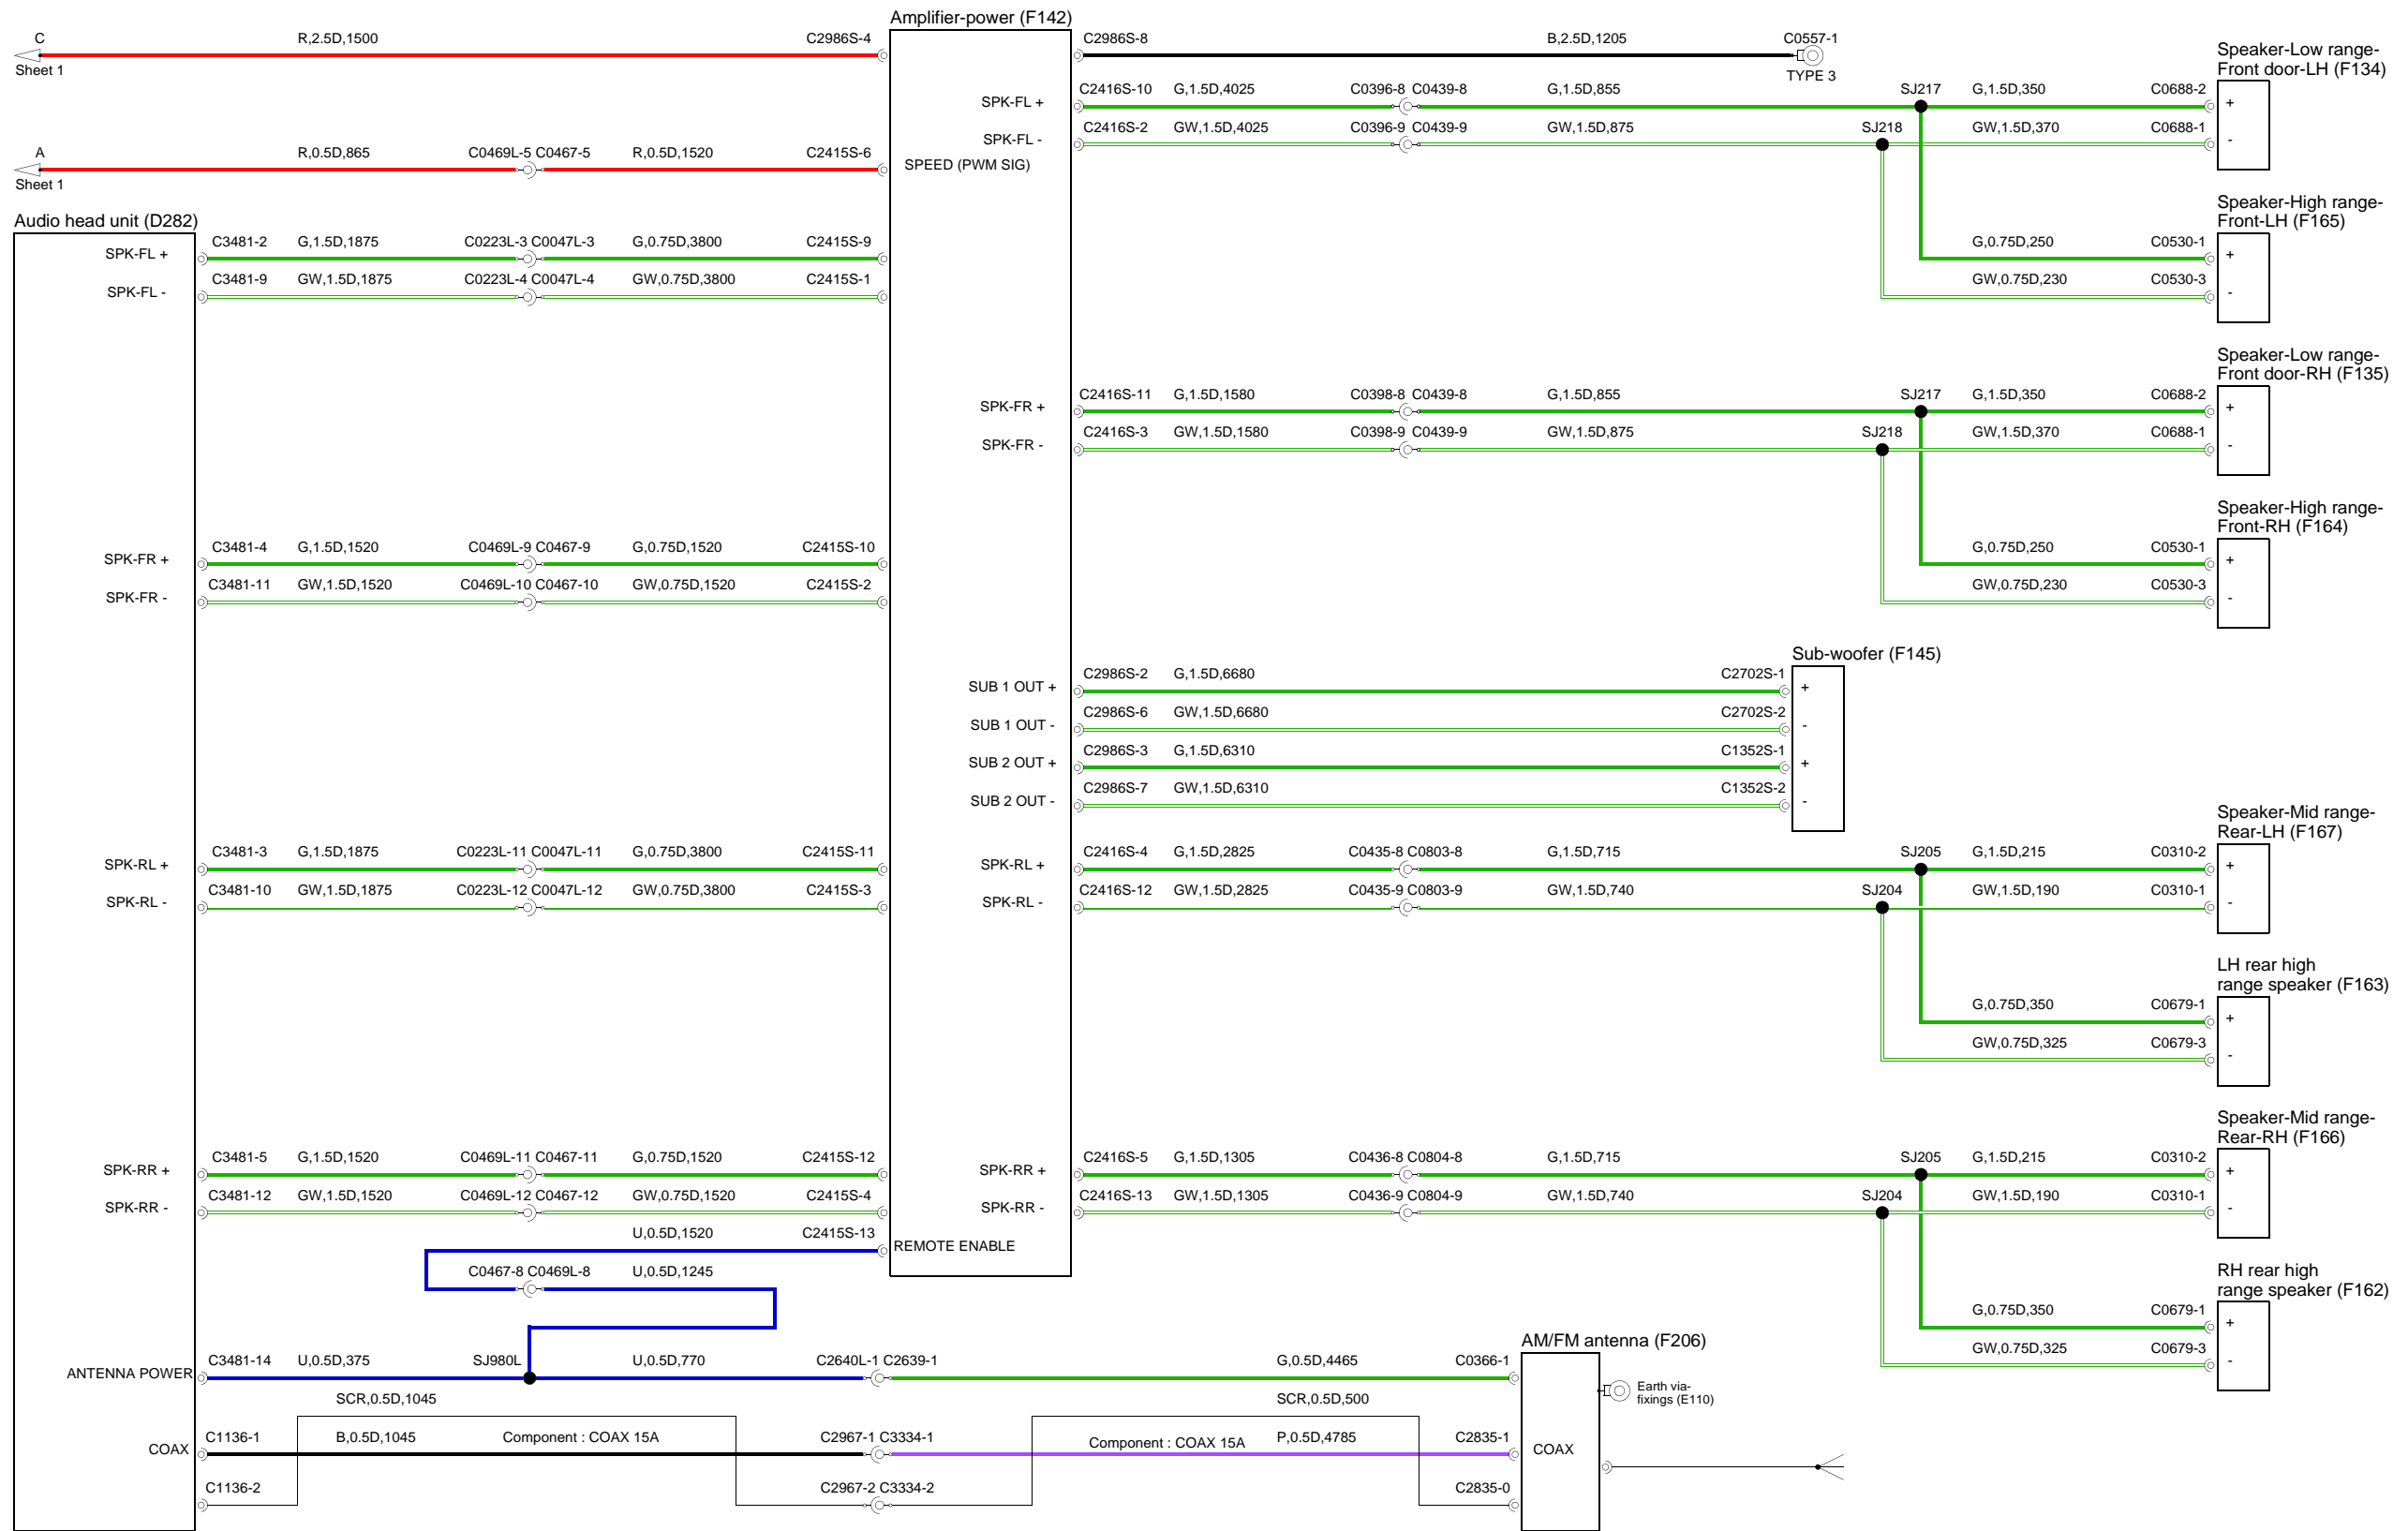 Amplifier-power (F142)
C R,2.5D,1500 C2986S-4 C2986S-8 B,2.5D,1205 C0557-1
Sheet 1
TYPE 3
Speaker-Low range-
Front door-LH (F134)
SPK-FL + C2416S-10 G,1.5D,4025 C0396-8 C0439-8 G,1.5D,855 SJ217 G,1.5D,350 C0688-2 +
SPK-FL - C2416S-2 GW,1.5D,4025 C0396-9 C0439-9 GW,1.5D,875 SJ218 GW,1.5D,370 C0688-1 -
A R,0.5D,865 C0469L-5 C0467-5 R,0.5D,1520 C2415S-6 SPEED (PWM SIG)
Sheet 1
Speaker-High range-
Front-LH (F165)
Audio head unit (D282)
SPK-FL + C3481-2 G,1.5D,1875 C0223L-3 C0047L-3 G,0.75D,3800 C2415S-9 G,0.75D,250 C0530-1 +
SPK-FL - C3481-9 GW,1.5D,1875 C0223L-4 C0047L-4 GW,0.75D,3800 C2415S-1 GW,0.75D,230 C0530-3 -
Speaker-Low range-
Front door-RH (F135)
SPK-FR + C2416S-11 G,1.5D,1580 C0398-8 C0439-8 G,1.5D,855 SJ217 G,1.5D,350 C0688-2 +
SPK-FR - C2416S-3 GW,1.5D,1580 C0398-9 C0439-9 GW,1.5D,875 SJ218 GW,1.5D,370 C0688-1 -
Speaker-High range-
Front-RH (F164)
SPK-FR + C3481-4 G,1.5D,1520 C0469L-9 C0467-9 G,0.75D,1520 C2415S-10 G,0.75D,250 C0530-1 +
SPK-FR - C3481-11 GW,1.5D,1520 C0469L-10 C0467-10 GW,0.75D,1520 C2415S-2 GW,0.75D,230 C0530-3 -
Sub-woofer (F145)
SUB 1 OUT + C2986S-2 G,1.5D,6680 C2702S-1 +
SUB 1 OUT - C2986S-6 GW,1.5D,6680 C2702S-2 -
SUB 2 OUT + C2986S-3 G,1.5D,6310 C1352S-1 +
SUB 2 OUT - C2986S-7 GW,1.5D,6310 C1352S-2 -
Speaker-Mid range-
Rear-LH (F167)
SPK-RL + C3481-3 G,1.5D,1875 C0223L-11 C0047L-11 G,0.75D,3800 C2415S-11 SPK-RL + C2416S-4 G,1.5D,2825 C0435-8 C0803-8 G,1.5D,715 SJ205 G,1.5D,215 C0310-2 +
SPK-RL - C3481-10 GW,1.5D,1875 C0223L-12 C0047L-12 GW,0.75D,3800 C2415S-3 SPK-RL - C2416S-12 GW,1.5D,2825 C0435-9 C0803-9 GW,1.5D,740 SJ204 GW,1.5D,190 C0310-1 -
LH rear high
range speaker (F163)
G,0.75D,350 C0679-1 +
GW,0.75D,325 C0679-3 -
Speaker-Mid range-
Rear-RH (F166)
SPK-RR + C3481-5 G,1.5D,1520 C0469L-11 C0467-11 G,0.75D,1520 C2415S-12 SPK-RR + C2416S-5 G,1.5D,1305 C0436-8 C0804-8 G,1.5D,715 SJ205 G,1.5D,215 C0310-2 +
SPK-RR - C3481-12 GW,1.5D,1520 C0469L-12 C0467-12 GW,0.75D,1520 C2415S-4 SPK-RR - C2416S-13 GW,1.5D,1305 C0436-9 C0804-9 GW,1.5D,740 SJ204 GW,1.5D,190 C0310-1 -
U,0.5D,1520 C2415S-13 REMOTE ENABLE
C0467-8 C0469L-8 U,0.5D,1245
RH rear high
range speaker (F162)
G,0.75D,350 C0679-1 +
GW,0.75D,325 C0679-3 -
AM/FM antenna (F206)
ANTENNA POWER C3481-14 U,0.5D,375 SJ980L U,0.5D,770 C2640L-1 C2639-1 G,0.5D,4465 C0366-1
Earth via-
fixings (E110)
SCR,0.5D,1045 SCR,0.5D,500
COAX C1136-1 B,0.5D,1045 Component : COAX 15A C2967-1 C3334-1 Component : COAX 15A P,0.5D,4785 C2835-1 COAX
C1136-2 C2967-2 C3334-2 C2835-0